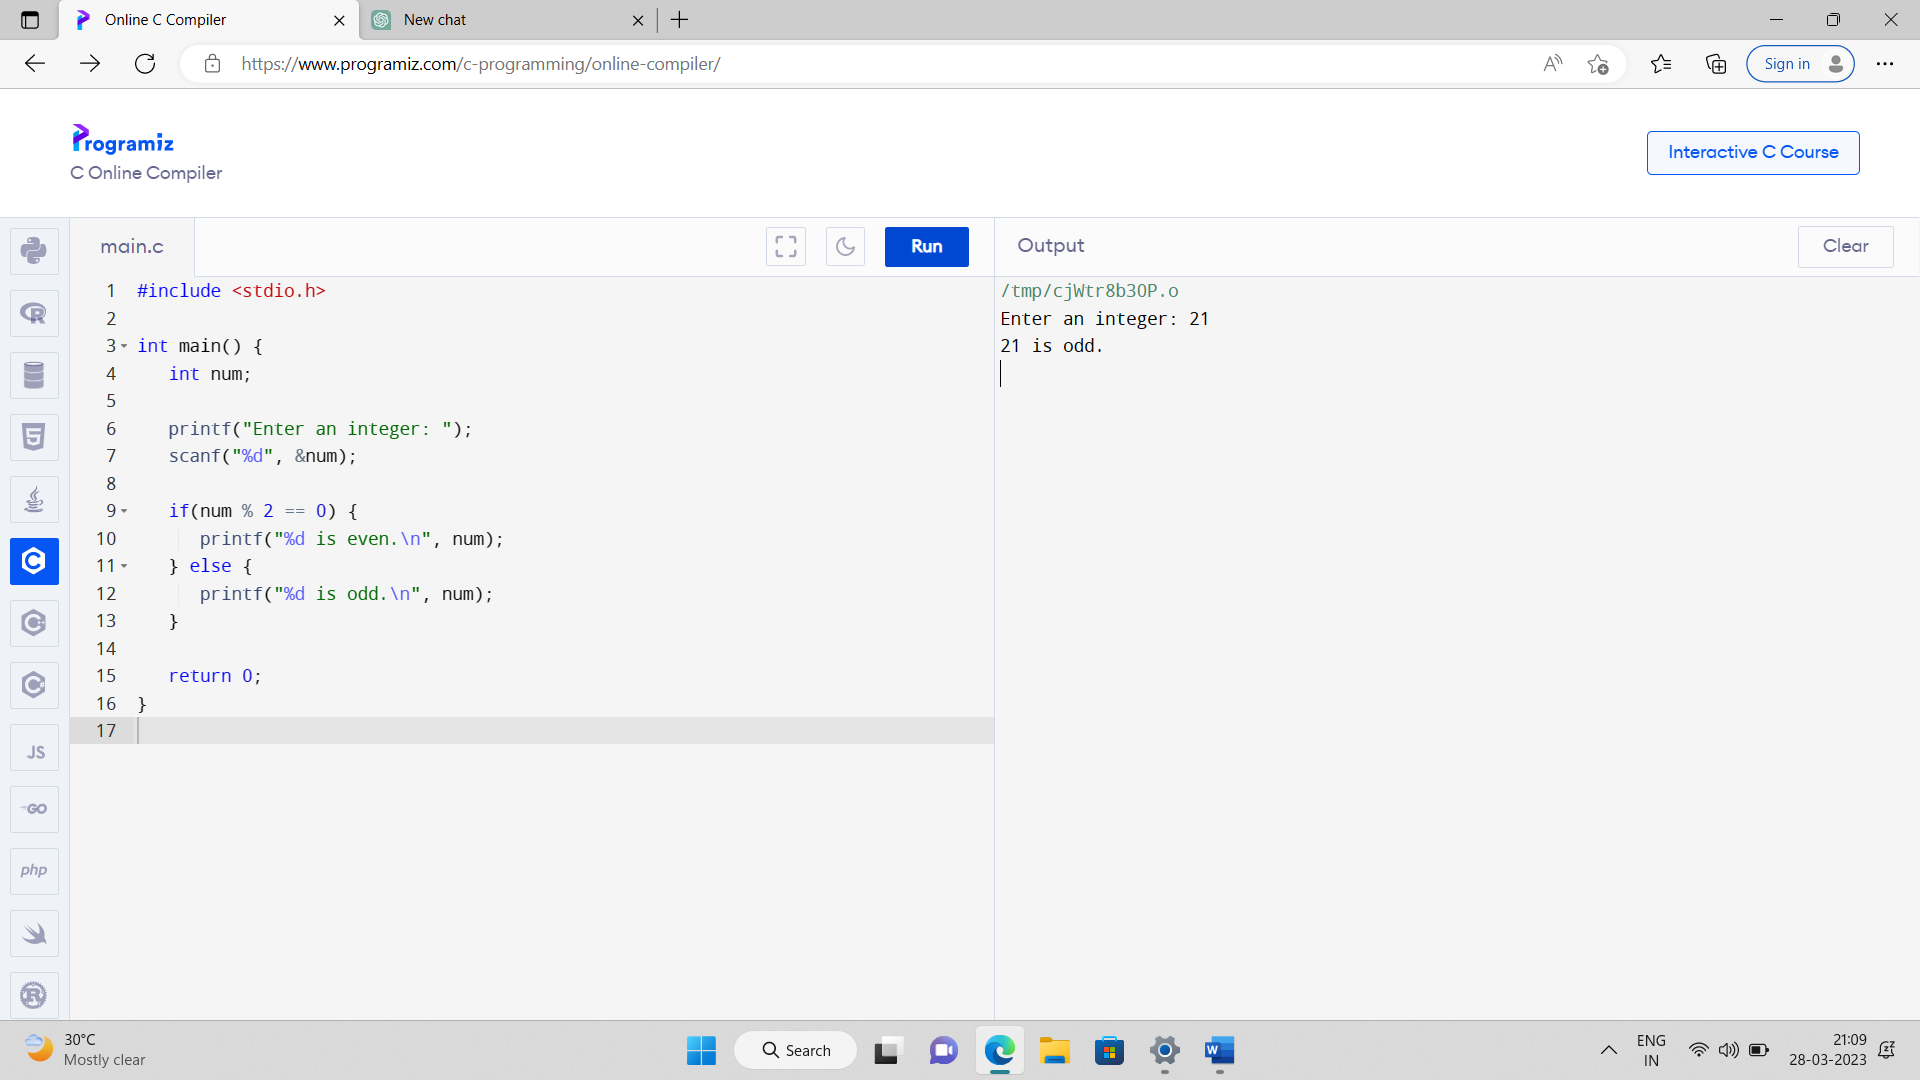 Online C Compiler
New chat
https://www.programiz.com/c-programming/online-compiler/
Sign in
Programiz
C Online Compiler
Interactive C Course
main.c
Run
Output
Clear
1 #include <stdio.h>
2
3 int main() {
4 int num;
5
6 printf("Enter an integer: ");
7 scanf("%d", &num);
8
9 if(num % 2 == 0) {
10 printf("%d is even.\n", num);
11 } else {
12 printf("%d is odd.\n", num);
13 }
14
15 return 0;
16 }
17
/tmp/cjWtr8b3OP.o
Enter an integer: 21
21 is odd.
JS
GO
php
30°C
Mostly clear
Search
ENG
IN
21:09
28-03-2023